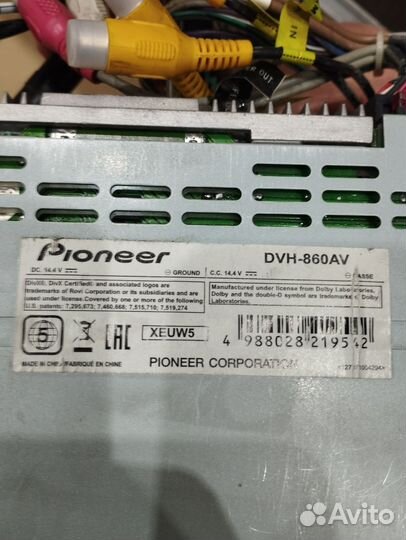 IN
ER OUT
Pioneer
DVH-860AV
DC. 14.4 V
GROUND
C.C. 14.4 V
MASSE
DivX®, DivX Certified® and associated logos are
trademarks of Rovi Corporation or its subsidiaries and are
used under license.Covered by one or more of the following
U.S. patents: 7,295,673; 7,460,668; 7,515,710; 7,519,274
Manufactured under license from Dolby Laboratories.
Dolby and the double-D symbol are trademarks of Dolby
Laboratories.
5
EAC
XEUW5
4 988028 219542
MADE IN CHINA/FABRIQUÉ EN CHINE
PIONEER CORPORATION
Avito